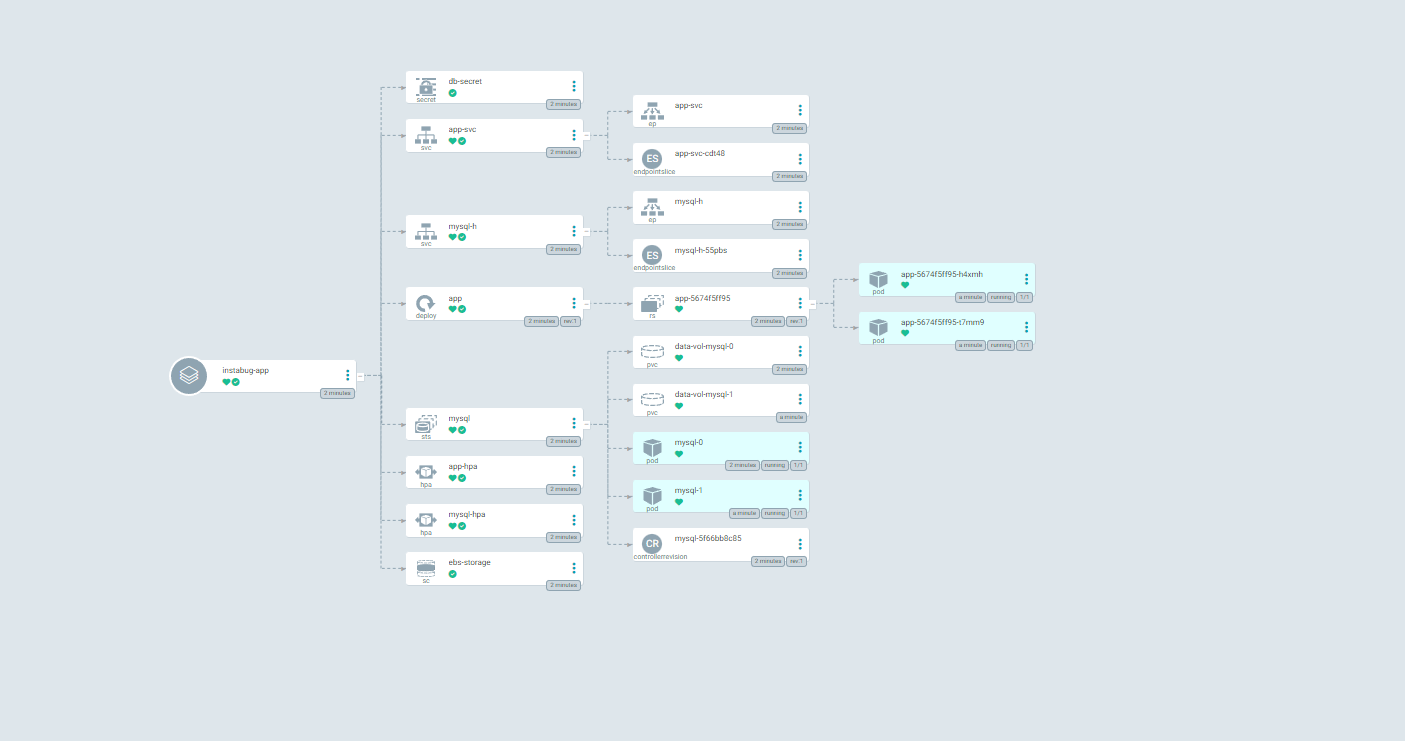 instabug-app
2 minutes
db-secret
secret
2 minutes
app-svc
svc
2 minutes
mysql-h
svc
2 minutes
app
deploy
2 minutes
rev:1
mysql
sts
2 minutes
app-hpa
hpa
2 minutes
mysql-hpa
hpa
2 minutes
ebs-storage
sc
2 minutes
app-svc
ep
2 minutes
ES
app-svc-cdt48
endpointslice
2 minutes
mysql-h
ep
2 minutes
ES
mysql-h-55pbs
endpointslice
2 minutes
app-5674f5ff95
rs
2 minutes
rev:1
data-vol-mysql-0
pvc
2 minutes
data-vol-mysql-1
pvc
a minute
mysql-0
pod
2 minutes
running
1/1
mysql-1
pod
a minute
running
1/1
CR
mysql-5f66bb8c85
controllerrevision
2 minutes
rev:1
app-5674f5ff95-h4xmh
pod
a minute
running
1/1
app-5674f5ff95-t7mm9
pod
a minute
running
1/1